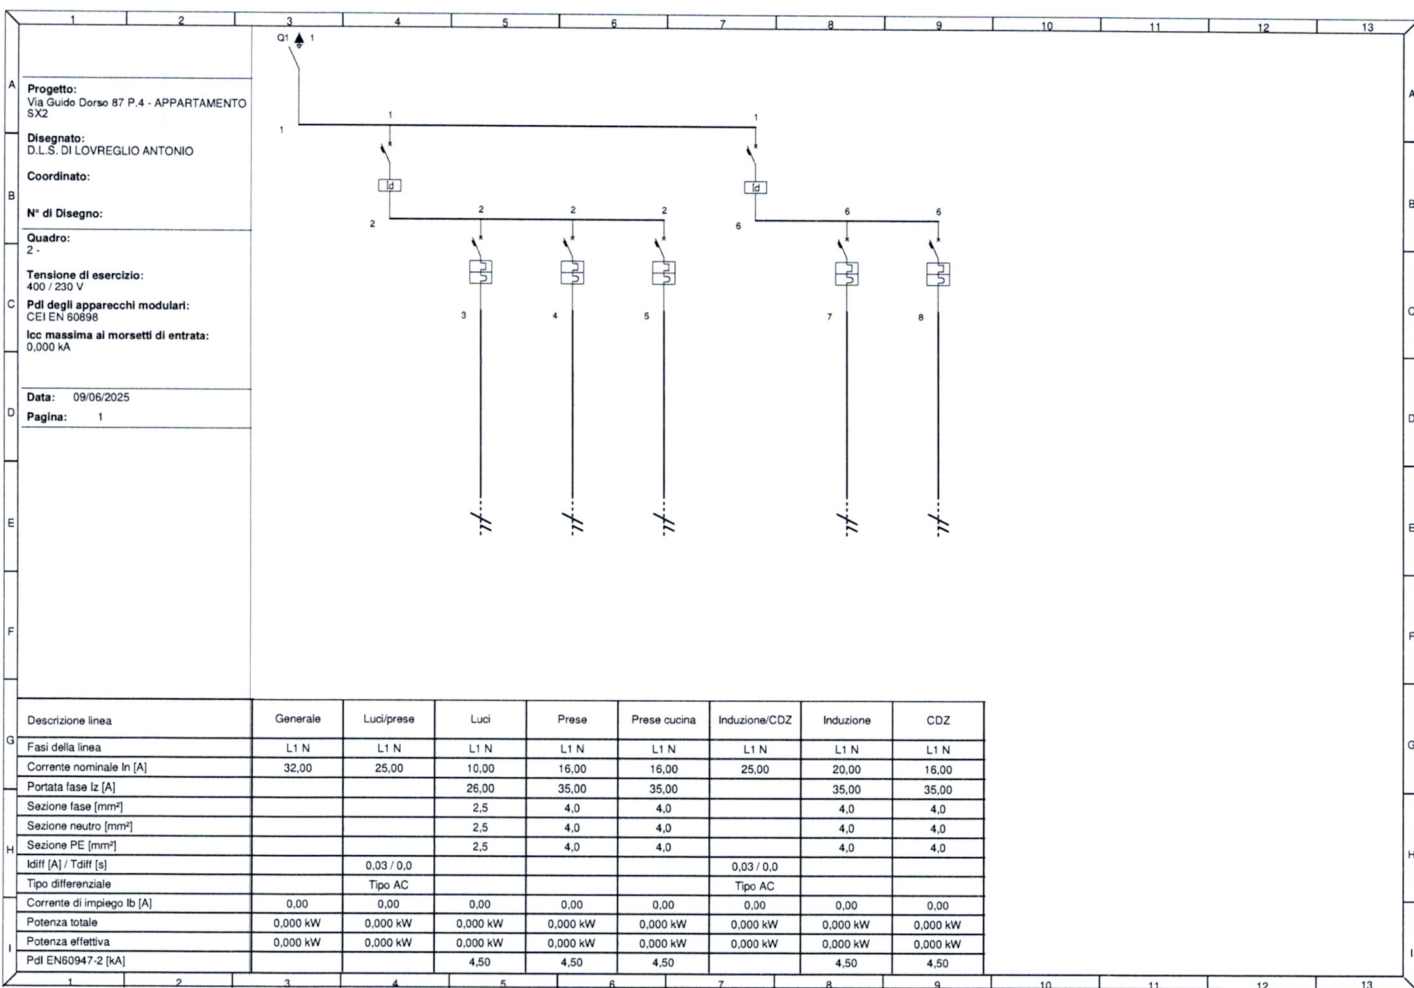 1 2 3 4 5 6 7 8 9 10 11 12 13
Q1 1
A A
Progetto:
Via Guido Dorso 87 P.4 - APPARTAMENTO
SX2
1 1 1
Disegnato:
D.L.S. DI LOVREGLIO ANTONIO
Coordinato:
Id Id
B B
N° di Disegno:
2 2 2 2 6 6 6
Quadro:
2 -
Tensione di esercizio:
400 / 230 V
C C
PdI degli apparecchi modulari:
CEI EN 60898
3 4 5 7 8
Icc massima ai morsetti di entrata:
0,000 kA
Data: 09/06/2025
D D
Pagina: 1
E E
F F
Descrizione linea Generale Luci/prese Luci Prese Prese cucina Induzione/CDZ Induzione CDZ
G G
Fasi della linea L1 N L1 N L1 N L1 N L1 N L1 N L1 N L1 N
Corrente nominale In [A] 32,00 25,00 10,00 16,00 16,00 25,00 20,00 16,00
Portata fase Iz [A] 26,00 35,00 35,00 35,00 35,00
Sezione fase [mm²] 2,5 4,0 4,0 4,0 4,0
Sezione neutro [mm²] 2,5 4,0 4,0 4,0 4,0
H H
Sezione PE [mm²] 2,5 4,0 4,0 4,0 4,0
Idiff [A] / Tdiff [s] 0,03 / 0,0 0,03 / 0,0
Tipo differenziale Tipo AC Tipo AC
Corrente di impiego Ib [A] 0,00 0,00 0,00 0,00 0,00 0,00 0,00 0,00
Potenza totale 0,000 kW 0,000 kW 0,000 kW 0,000 kW 0,000 kW 0,000 kW 0,000 kW 0,000 kW
I I
Potenza effettiva 0,000 kW 0,000 kW 0,000 kW 0,000 kW 0,000 kW 0,000 kW 0,000 kW 0,000 kW
PdI EN60947-2 [kA] 4,50 4,50 4,50 4,50 4,50
1 2 3 4 5 6 7 8 9 10 11 12 13